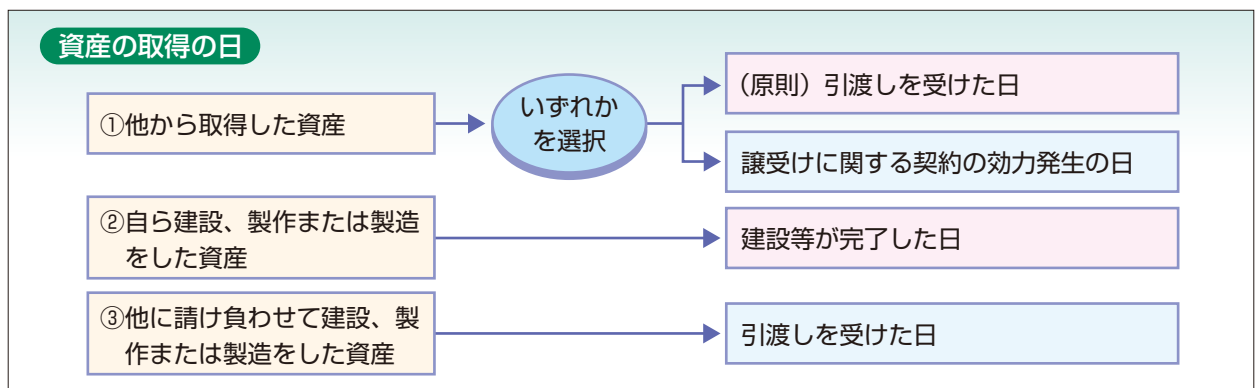 資産の取得の日
①他から取得した資産
いずれか
を選択
(原則)引渡しを受けた日
譲受けに関する契約の効力発生の日
②自ら建設、製作または製造
をした資産
建設等が完了した日
③他に請け負わせて建設、製
作または製造をした資産
引渡しを受けた日